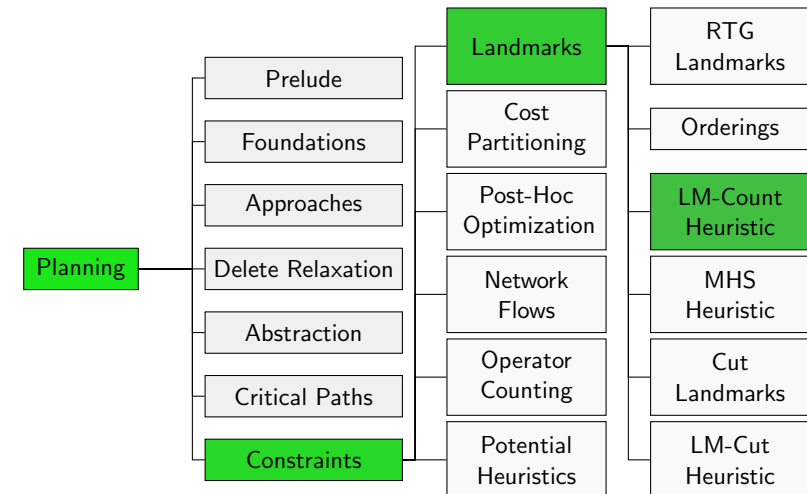 Planning
Prelude
Foundations
Approaches
Delete Relaxation
Abstraction
Critical Paths
Constraints
Landmarks
Cost
Partitioning
Post-Hoc
Optimization
Network
Flows
Operator
Counting
Potential
Heuristics
RTG
Landmarks
Orderings
LM-Count
Heuristic
MHS
Heuristic
Cut
Landmarks
LM-Cut
Heuristic